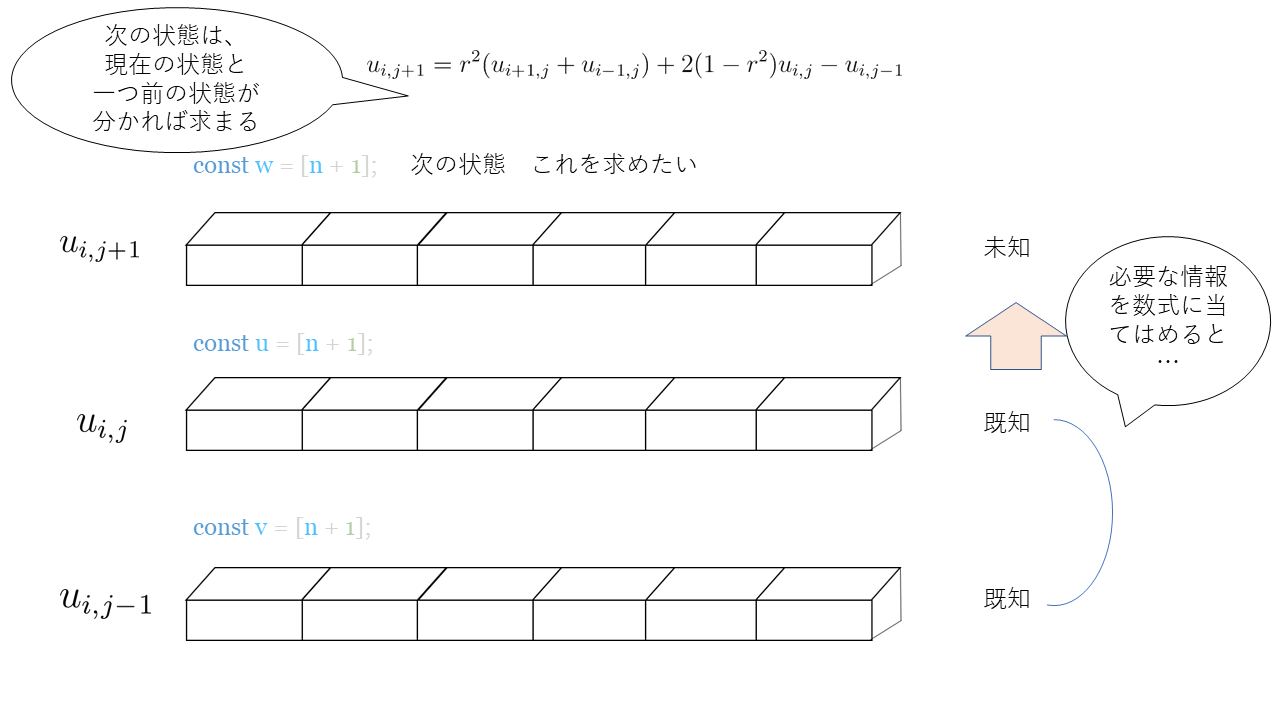 次の状態は、
現在の状態と
一つ前の状態が
分かれば求まる
u_{i,j+1} = r^2(u_{i+1,j} + u_{i-1,j}) + 2(1 - r^2)u_{i,j} - u_{i,j-1}
const w = [n + 1];　次の状態　これを求めたい
u_{i,j+1}
未知
必要な情報
を数式に当
てはめると
…
const u = [n + 1];
u_{i,j}
既知
const v = [n + 1];
u_{i,j-1}
既知